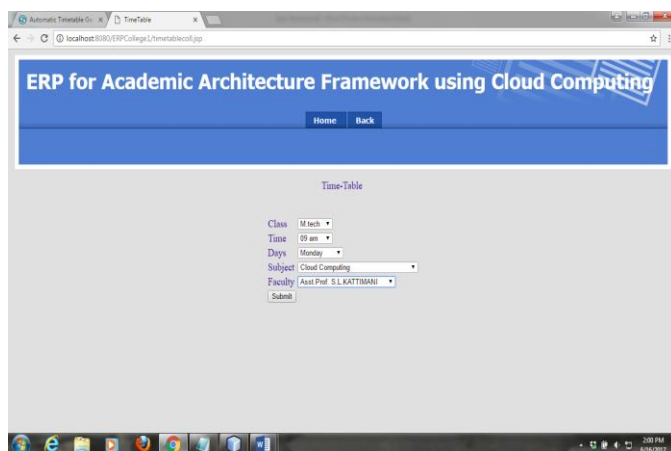 Automatic Timetable Ge
TimeTable
localhost:8080/ERPCollege1/timetablecoll.jsp
ERP for Academic Architecture Framework using Cloud Computing
Home Back
Time-Table
Class M.tech
Time 09 am
Days Monday
Subject Cloud Computing
Faculty Asst.Prof. S.L.KATTIMANI
Submit
2:00 PM